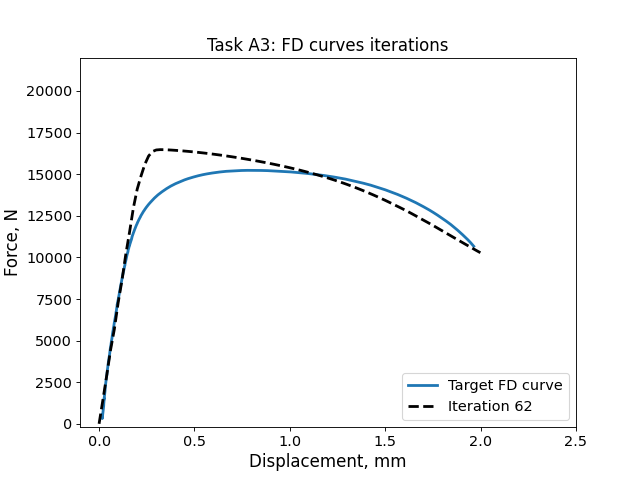 Task A3: FD curves iterations
Force, N
20000
17500
15000
12500
10000
7500
5000
2500
0
0.0 0.5 1.0 1.5 2.0 2.5
Displacement, mm
Target FD curve
Iteration 62